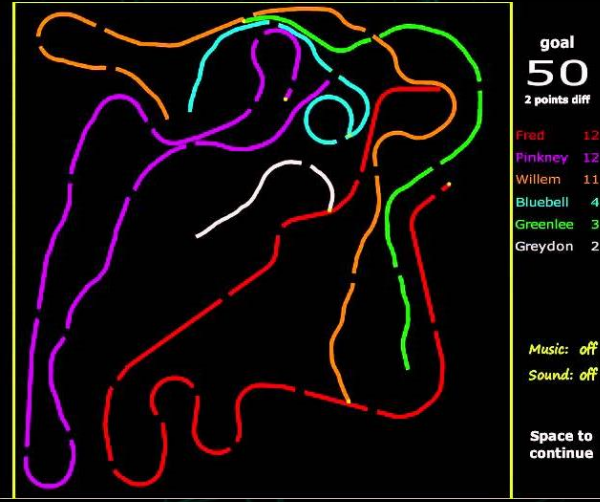 goal
50
2 points diff
Fred 12
Pinkney 12
Willem 11
Bluebell 4
Greenlee 3
Greydon 2
Music: off
Sound: off
Space to
continue